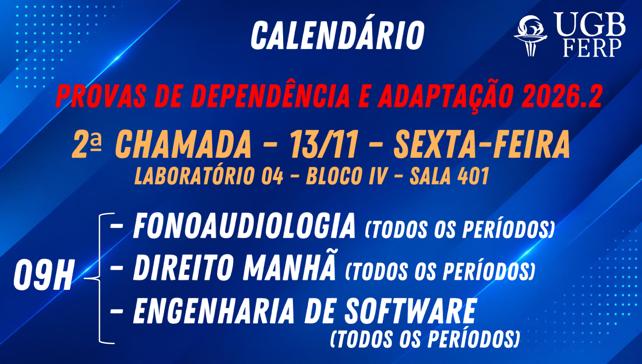 CALENDÁRIO
UGB
FERP
PROVAS DE DEPENDÊNCIA E ADAPTAÇÃO 2026.2
2ª CHAMADA - 13/11 - SEXTA-FEIRA
LABORATÓRIO 04 - BLOCO IV - SALA 401
09H
- FONOAUDIOLOGIA (TODOS OS PERÍODOS)
- DIREITO MANHÃ (TODOS OS PERÍODOS)
- ENGENHARIA DE SOFTWARE
(TODOS OS PERÍODOS)